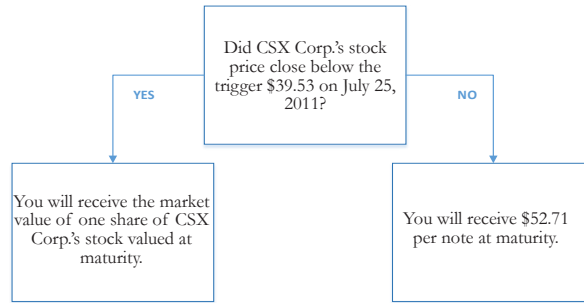 Did CSX Corp.'s stock
price close below the
trigger $39.53 on July 25,
2011?
YES
NO
You will receive the market
value of one share of CSX
Corp.'s stock valued at
maturity.
You will receive $52.71
per note at maturity.